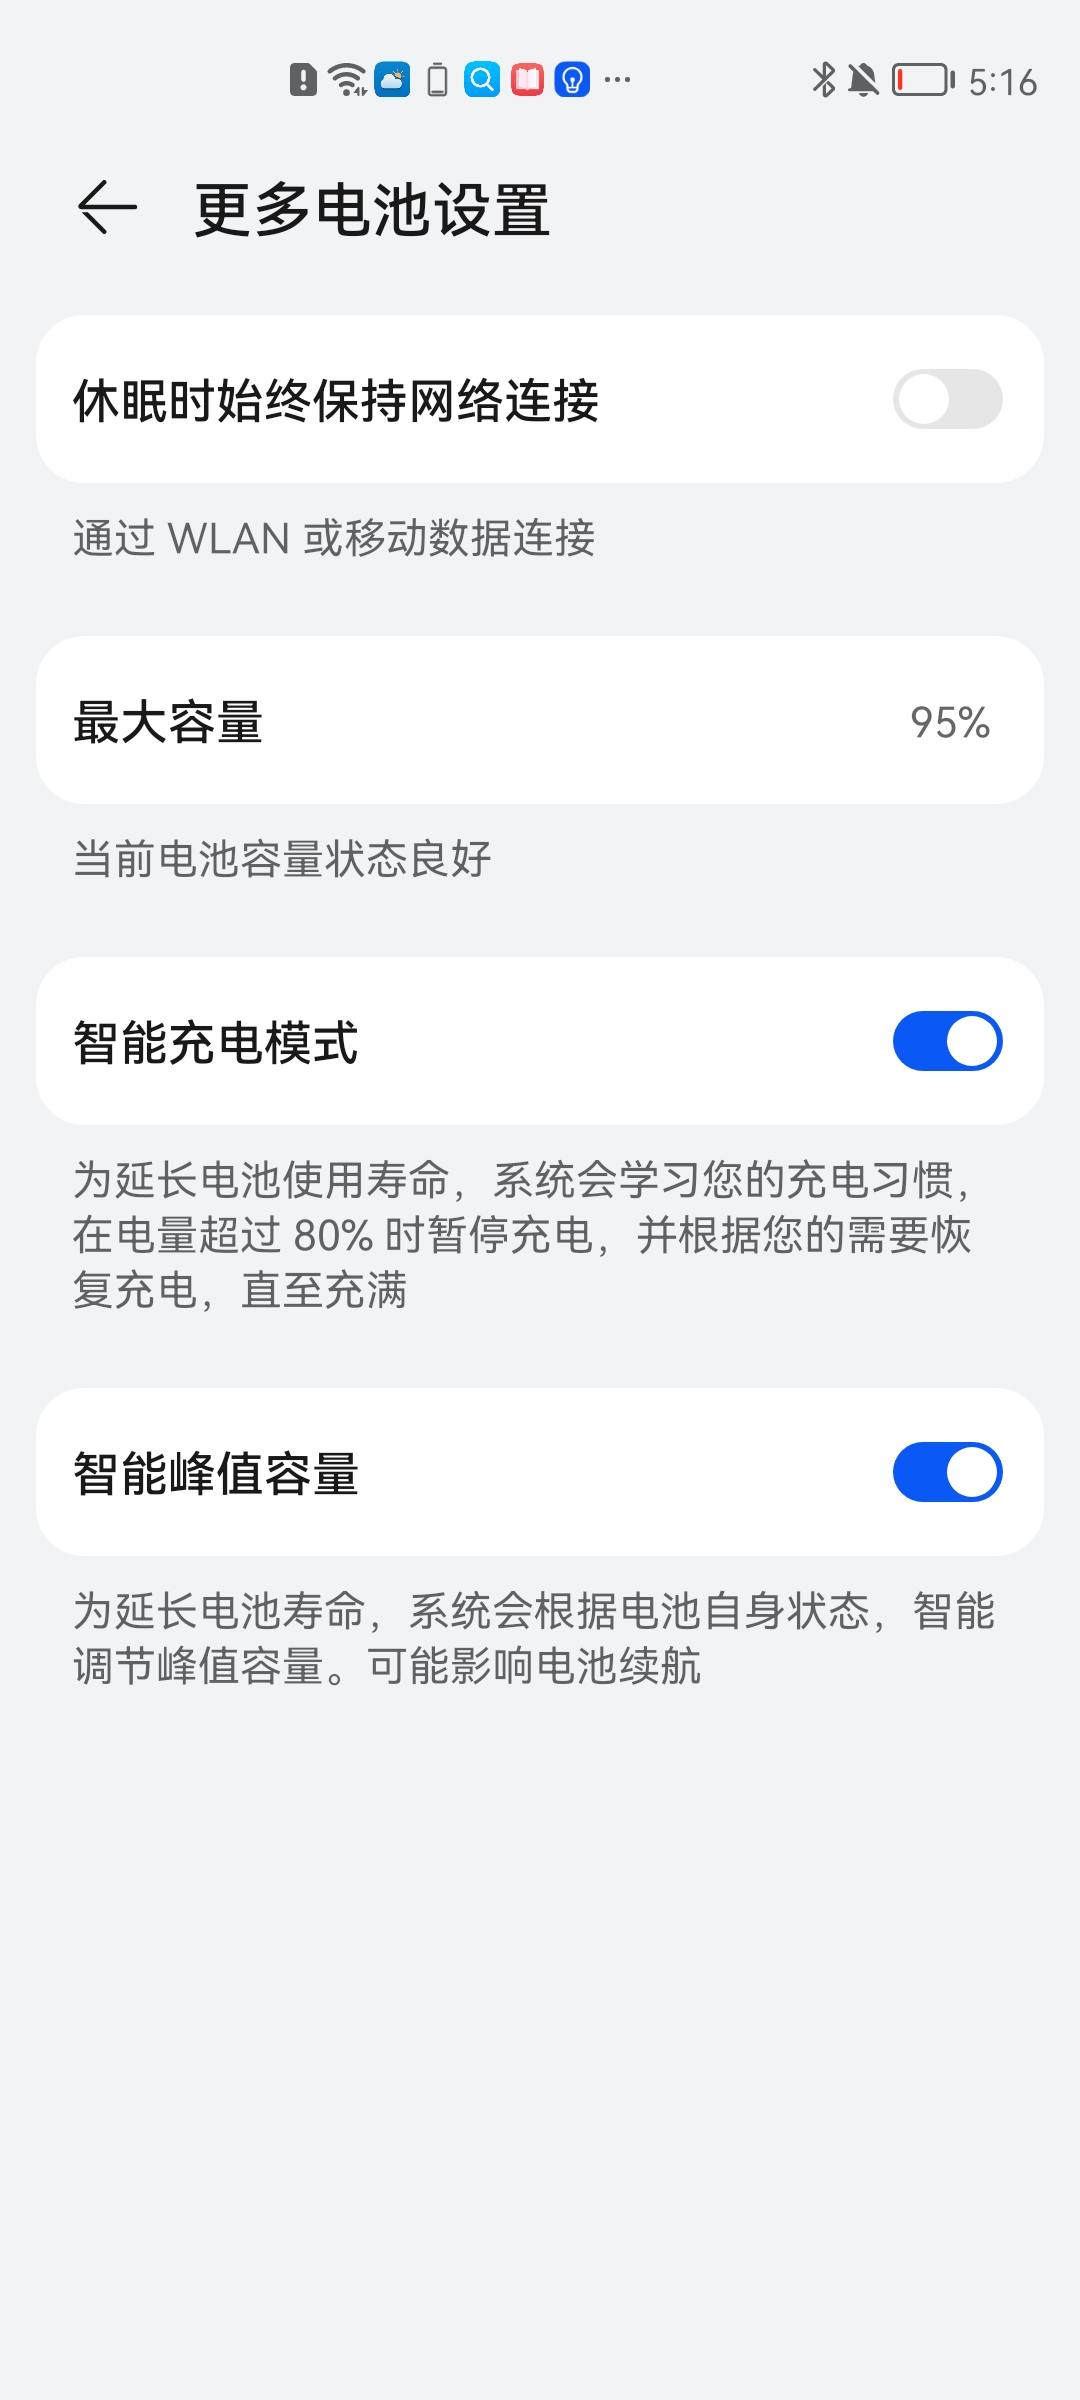 5:16
更多电池设置
休眠时始终保持网络连接
通过 WLAN 或移动数据连接
最大容量
95%
当前电池容量状态良好
智能充电模式
为延长电池使用寿命，系统会学习您的充电习惯，
在电量超过 80% 时暂停充电，并根据您的需要恢
复充电，直至充满
智能峰值容量
为延长电池寿命，系统会根据电池自身状态，智能
调节峰值容量。可能影响电池续航